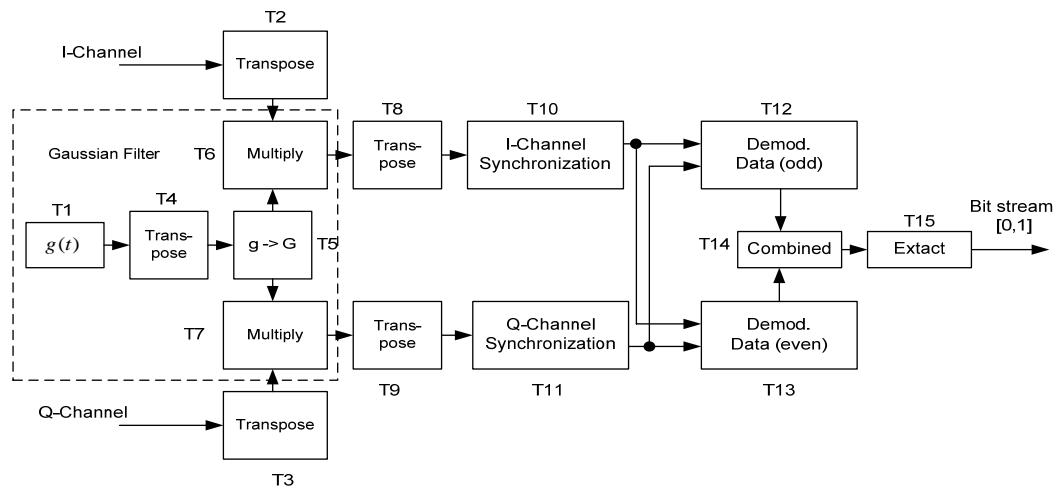 T2
I-Channel
Transpose
T8
T10
T12
Gaussian Filter
T6
Multiply
Trans-
pose
I-Channel
Synchronization
Demod.
Data (odd)
T1
T4
g(t)
Trans-
pose
g -> G
T5
T14
Combined
T15
Extact
Bit stream
[0,1]
T7
Multiply
Trans-
pose
Q-Channel
Synchronization
Demod.
Data (even)
T9
T11
T13
Q-Channel
Transpose
T3